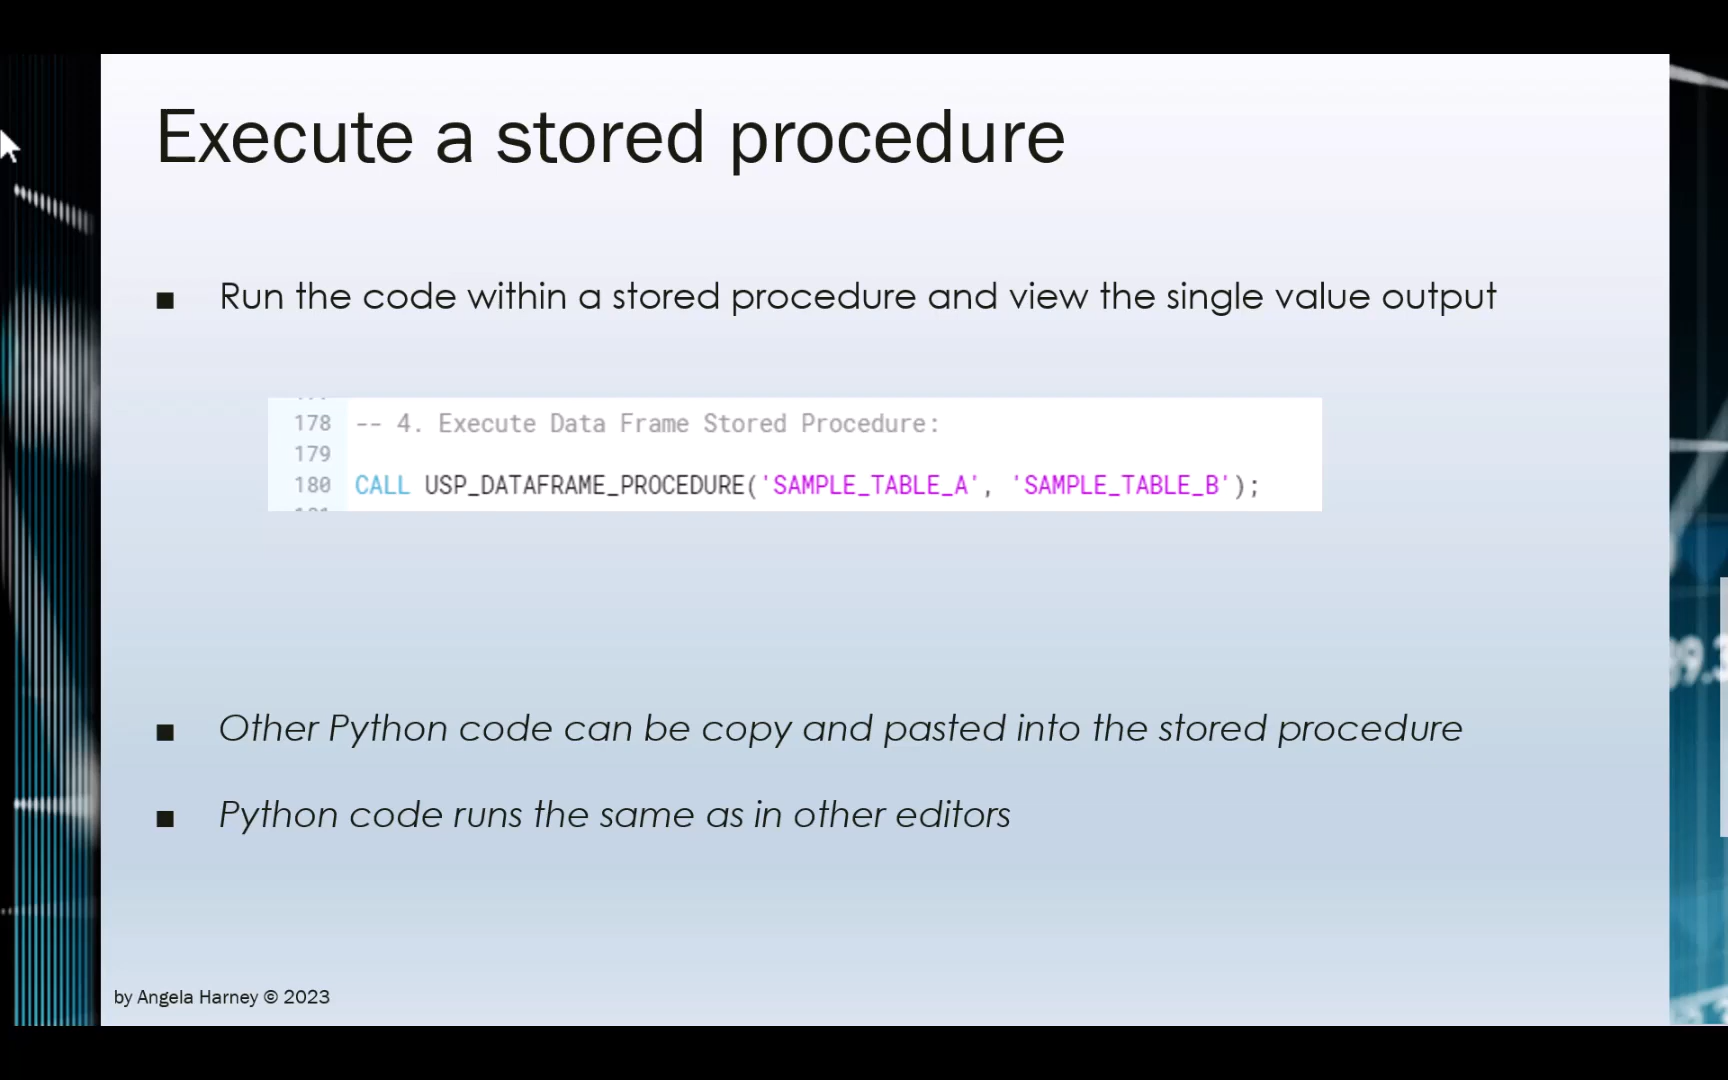 Execute a stored procedure
■ Run the code within a stored procedure and view the single value output
178 -- 4. Execute Data Frame Stored Procedure:
179
180 CALL USP_DATAFRAME_PROCEDURE('SAMPLE_TABLE_A', 'SAMPLE_TABLE_B');
■ Other Python code can be copy and pasted into the stored procedure
■ Python code runs the same as in other editors
by Angela Harney © 2023